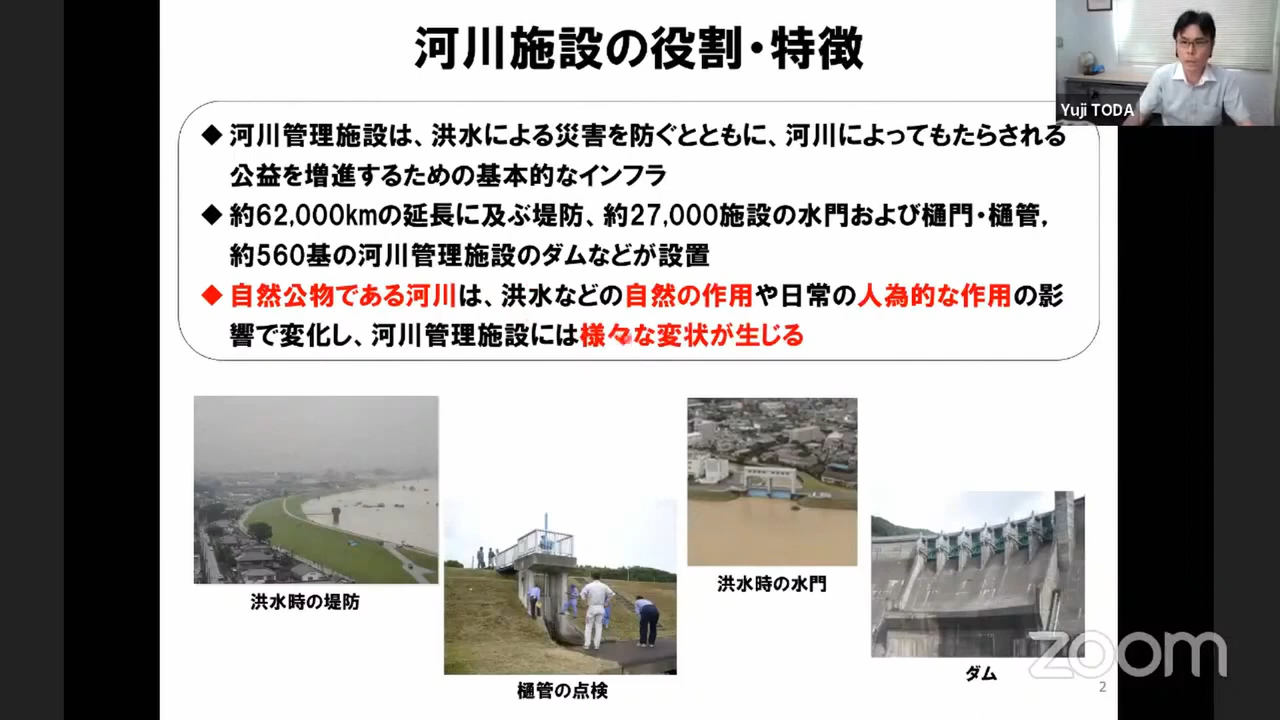 河川施設の役割・特徴
Yuji TODA
◆ 河川管理施設は、洪水による災害を防ぐとともに、河川によってもたらされる
公益を増進するための基本的なインフラ
◆ 約62,000kmの延長に及ぶ堤防、約27,000施設の水門および樋門・樋管,
約560基の河川管理施設のダムなどが設置
◆ 自然公物である河川は、洪水などの自然の作用や日常の人為的な作用の影
響で変化し、河川管理施設には様々な変状が生じる
洪水時の堤防
樋管の点検
洪水時の水門
ダム
zoom
2